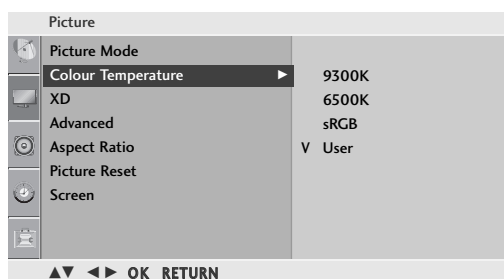 Picture
Picture Mode
Colour Temperature ► 9300K
XD 6500K
Advanced sRGB
Aspect Ratio V User
Picture Reset
Screen
▲▼ ◄► OK RETURN